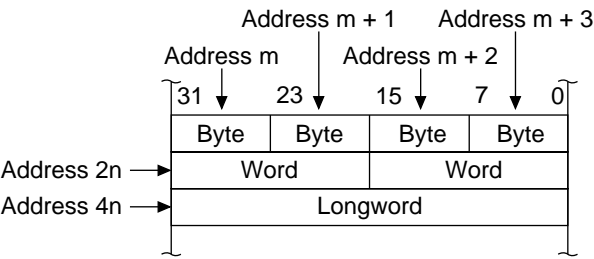 Address m + 1 Address m + 3
Address m Address m + 2
31 23 15 7 0
Byte Byte Byte Byte
Address 2n Word Word
Address 4n Longword